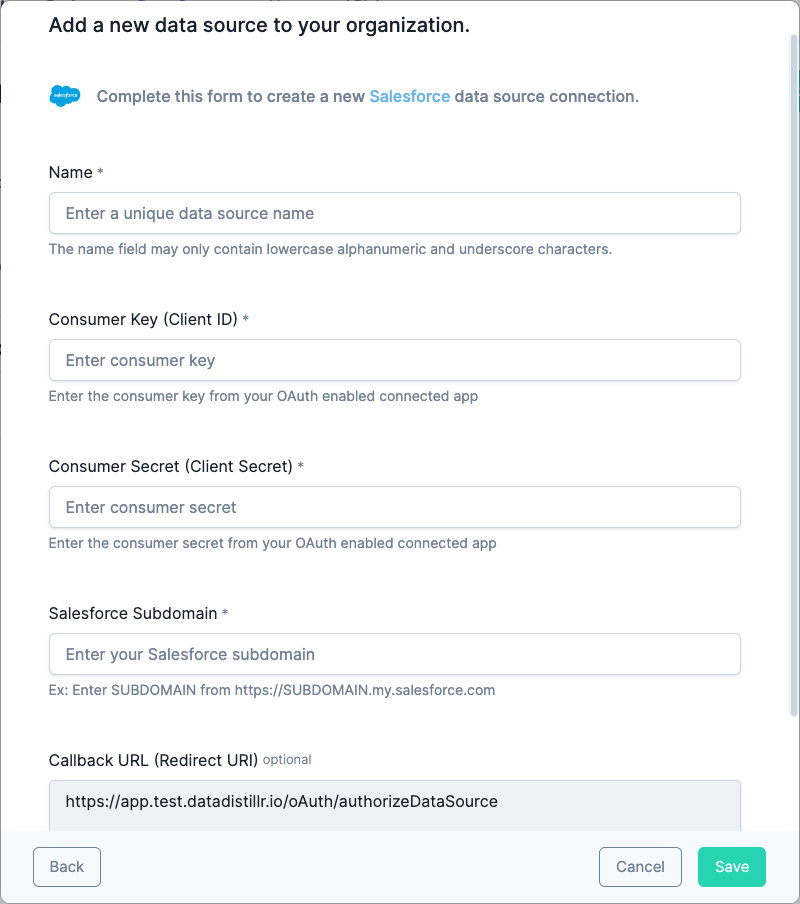 Add a new data source to your organization.
salesforce
Complete this form to create a new Salesforce data source connection.
Name *
Enter a unique data source name
The name field may only contain lowercase alphanumeric and underscore characters.
Consumer Key (Client ID) *
Enter consumer key
Enter the consumer key from your OAuth enabled connected app
Consumer Secret (Client Secret) *
Enter consumer secret
Enter the consumer secret from your OAuth enabled connected app
Salesforce Subdomain *
Enter your Salesforce subdomain
Ex: Enter SUBDOMAIN from https://SUBDOMAIN.my.salesforce.com
Callback URL (Redirect URI) optional
https://app.test.datadistillr.io/oAuth/authorizeDataSource
Back
Cancel
Save